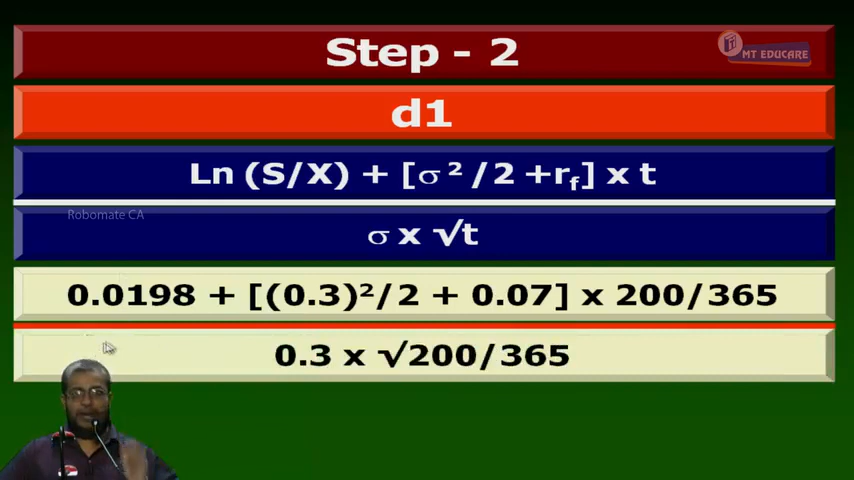 Step - 2
MT EDUCARE
d1
Ln (S/X) + [σ²/2 +rf] x t
Robomate CA
σ x √t
0.0198 + [(0.3)²/2 + 0.07] x 200/365
0.3 x √200/365